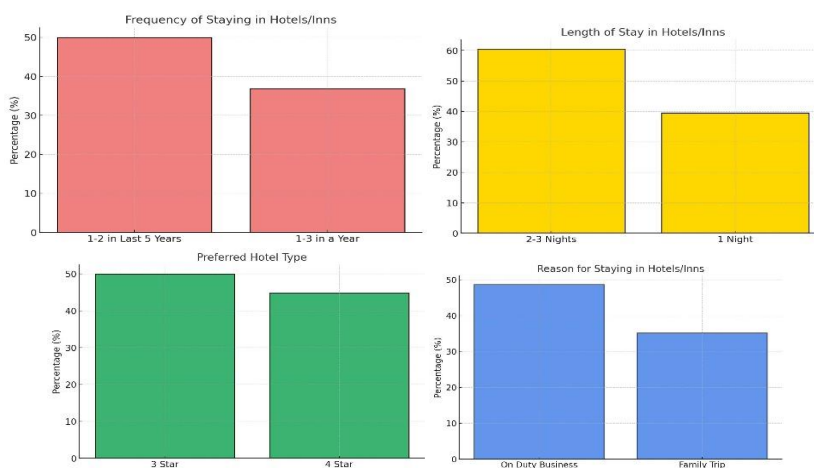 Frequency of Staying in Hotels/Inns
Percentage (%)
50
40
30
20
10
0
1-2 in Last 5 Years
1-3 in a Year
Length of Stay in Hotels/Inns
Percentage (%)
60
50
40
30
20
10
0
2-3 Nights
1 Night
Preferred Hotel Type
Percentage (%)
50
40
30
20
10
0
3 Star
4 Star
Reason for Staying in Hotels/Inns
Percentage (%)
50
40
30
20
10
0
On Duty Business
Family Trip